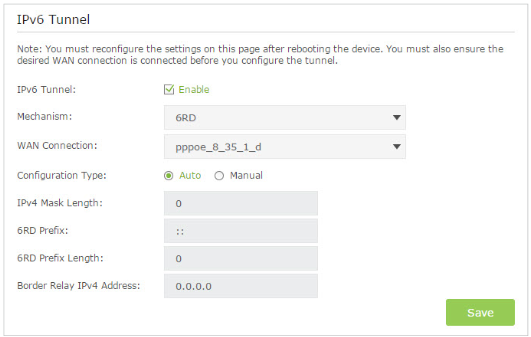 IPv6 Tunnel
Note: You must reconfigure the settings on this page after rebooting the device. You must also ensure the
desired WAN connection is connected before you configure the tunnel.
IPv6 Tunnel: Enable
Mechanism: 6RD
WAN Connection: pppoe_8_35_1_d
Configuration Type: Auto Manual
IPv4 Mask Length: 0
6RD Prefix: ::
6RD Prefix Length: 0
Border Relay IPv4 Address: 0.0.0.0
Save